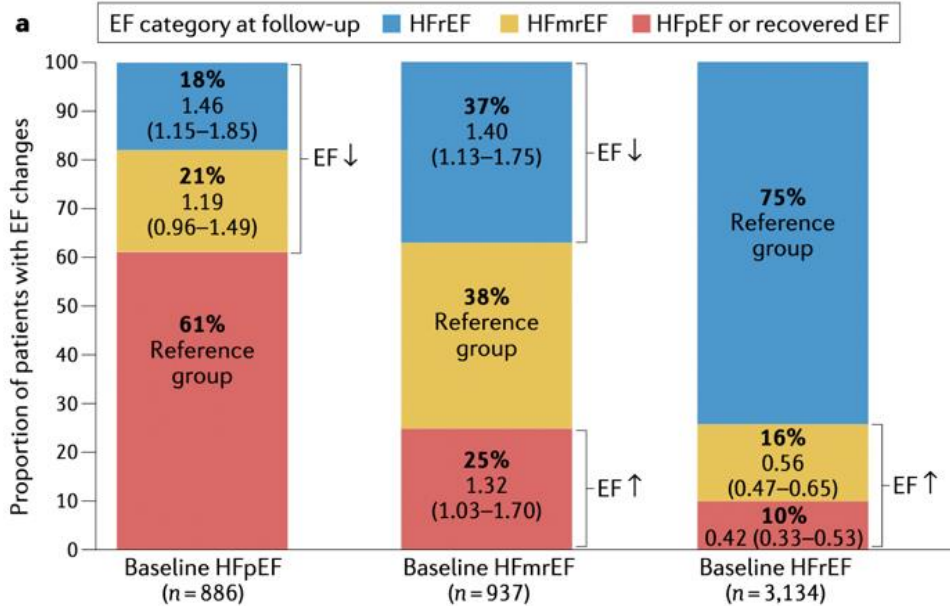 a
EF category at follow-up HFrEF HFmrEF HFpEF or recovered EF
Proportion of patients with EF changes
100
90
80
70
60
50
40
30
20
10
0
18%
1.46
(1.15–1.85)
21%
1.19
(0.96–1.49)
61%
Reference
group
EF ↓
Baseline HFpEF
(n = 886)
37%
1.40
(1.13–1.75)
38%
Reference
group
25%
1.32
(1.03–1.70)
EF ↓
EF ↑
Baseline HFmrEF
(n = 937)
75%
Reference
group
16%
0.56
(0.47–0.65)
10%
0.42 (0.33–0.53)
EF ↑
Baseline HFrEF
(n = 3,134)